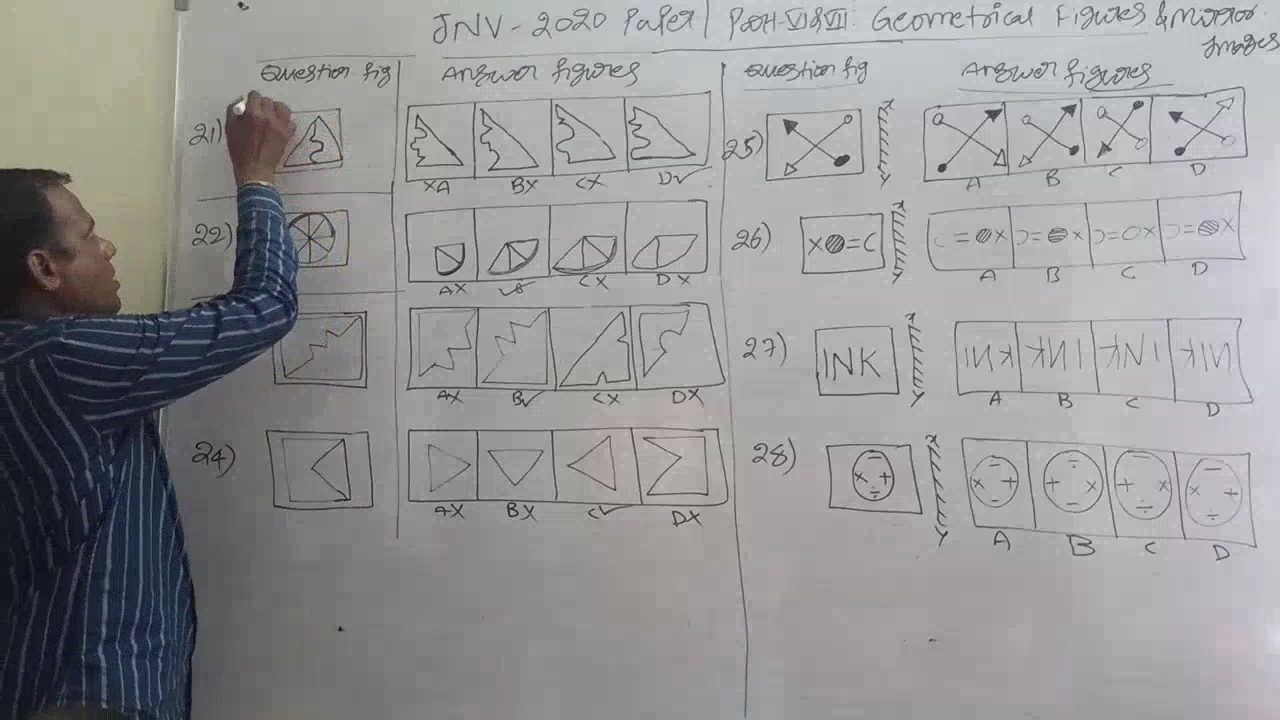 JNV - 2020 Paper | Part-VI&VII: Geometrical Figures & Mirror
Images
Question fig
Answer figures
21)
XA BX CX D✓
22)
AX ✓B CX DX
AX B✓ CX DX
24)
AX BX C✓ DX
Question fig
Answer figures
25)
X
Y
A B C D
26)
X=C
X
Y
A B C D
27)
INK
X
Y
A B C D
28)
× + − ÷
X
Y
A B C D